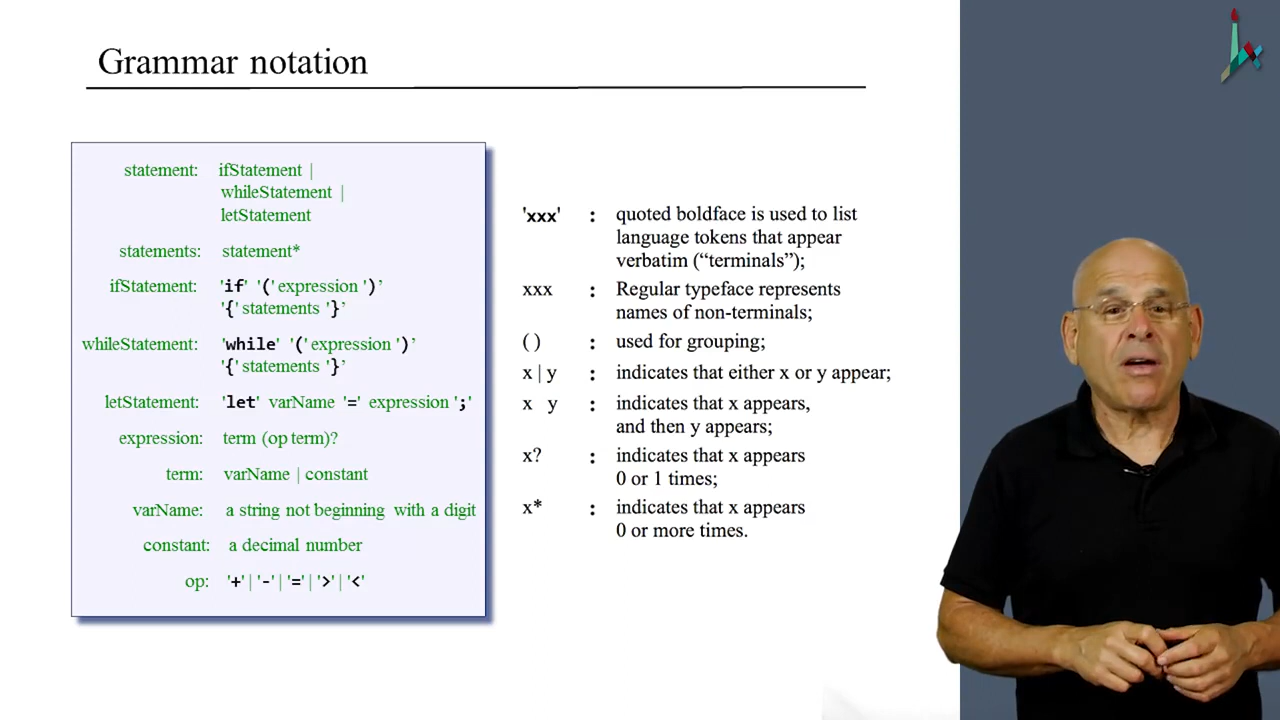 Grammar notation
statement: ifStatement |
whileStatement |
letStatement
statements: statement*
ifStatement: 'if' '(' expression ')’
'{' statements '}’
whileStatement: 'while' '(' expression ')’
'{' statements '}’
letStatement: 'let' varName '=' expression ';'
expression: term (op term)?
term: varName | constant
varName: a string not beginning with a digit
constant: a decimal number
op: '+' | '-' | '=' | '>' | '<'
'xxx' : quoted boldface is used to list
language tokens that appear
verbatim (“terminals”);
xxx : Regular typeface represents
names of non-terminals;
( ) : used for grouping;
x | y : indicates that either x or y appear;
x y : indicates that x appears,
and then y appears;
x? : indicates that x appears
0 or 1 times;
x* : indicates that x appears
0 or more times.